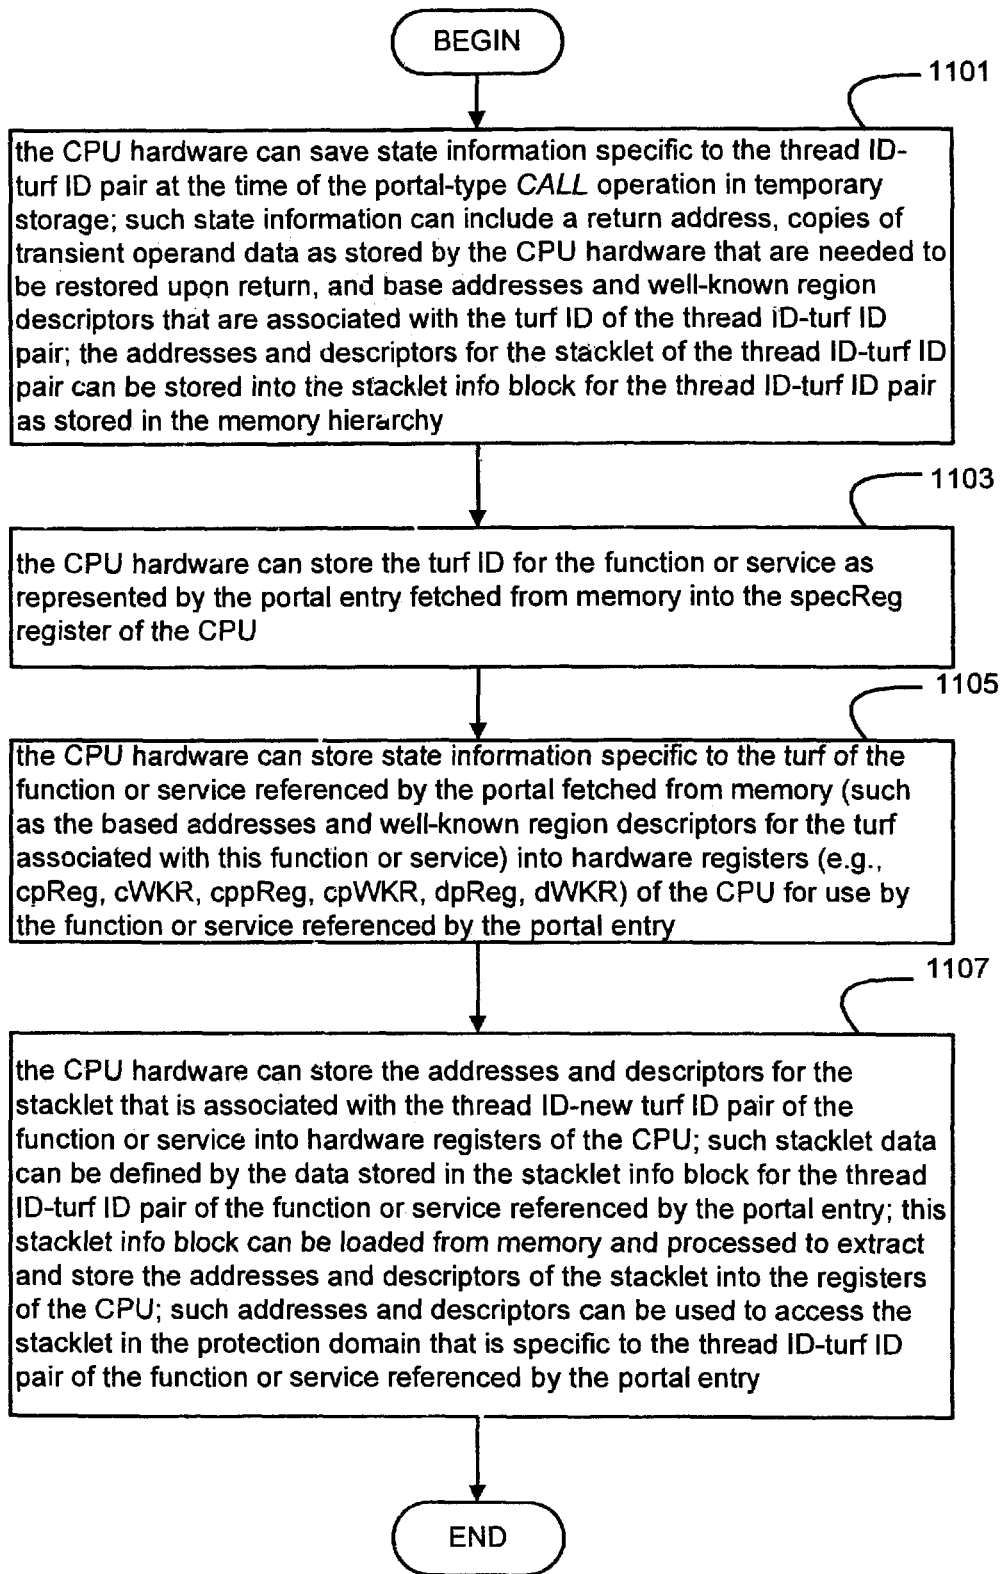 BEGIN
1101
the CPU hardware can save state information specific to the thread ID-
turf ID pair at the time of the portal-type CALL operation in temporary
storage; such state information can include a return address, copies of
transient operand data as stored by the CPU hardware that are needed to
be restored upon return, and base addresses and well-known region
descriptors that are associated with the turf ID of the thread ID-turf ID
pair; the addresses and descriptors for the stacklet of the thread ID-turf ID
pair can be stored into the stacklet info block for the thread ID-turf ID pair
as stored in the memory hierarchy
1103
the CPU hardware can store the turf ID for the function or service as
represented by the portal entry fetched from memory into the specReg
register of the CPU
1105
the CPU hardware can store state information specific to the turf of the
function or service referenced by the portal fetched from memory (such
as the based addresses and well-known region descriptors for the turf
associated with this function or service) into hardware registers (e.g.,
cpReg, cWKR, cppReg, cpWKR, dpReg, dWKR) of the CPU for use by
the function or service referenced by the portal entry
1107
the CPU hardware can store the addresses and descriptors for the
stacklet that is associated with the thread ID-new turf ID pair of the
function or service into hardware registers of the CPU; such stacklet data
can be defined by the data stored in the stacklet info block for the thread
ID-turf ID pair of the function or service referenced by the portal entry; this
stacklet info block can be loaded from memory and processed to extract
and store the addresses and descriptors of the stacklet into the registers
of the CPU; such addresses and descriptors can be used to access the
stacklet in the protection domain that is specific to the thread ID-turf ID
pair of the function or service referenced by the portal entry
END